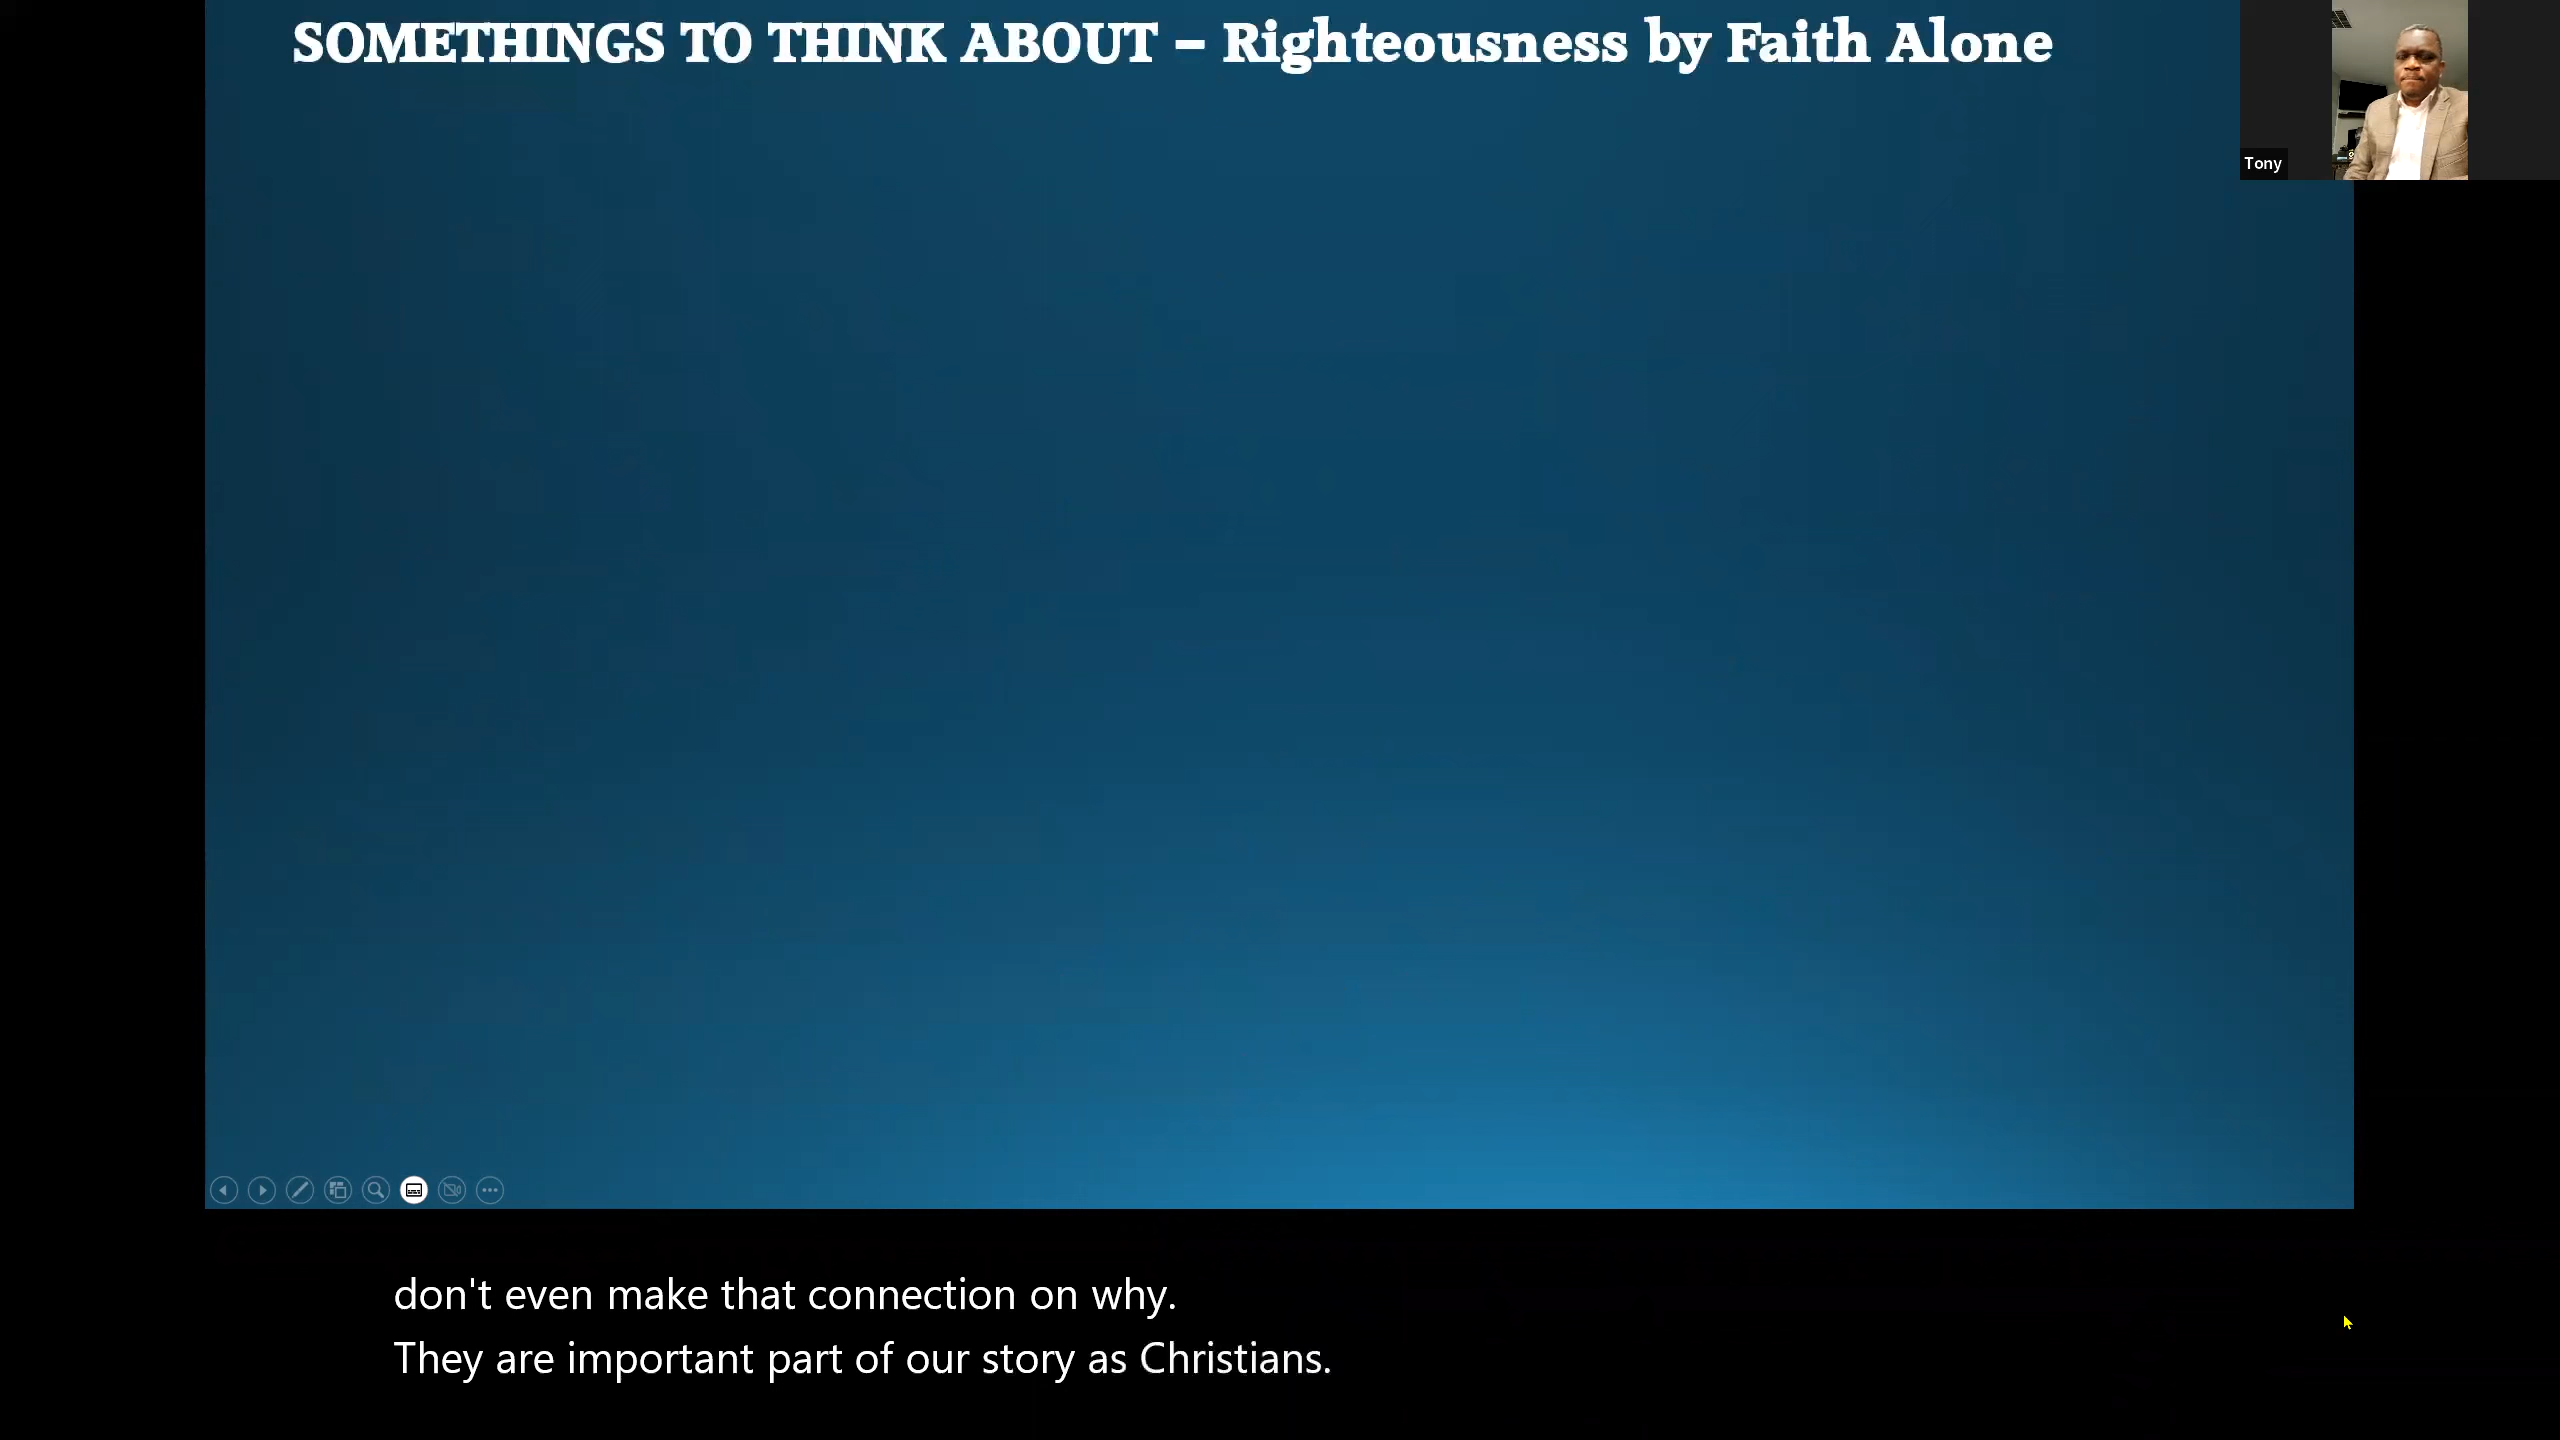 SOMETHINGS TO THINK ABOUT – Righteousness by Faith Alone
Tony
don't even make that connection on why.
They are important part of our story as Christians.